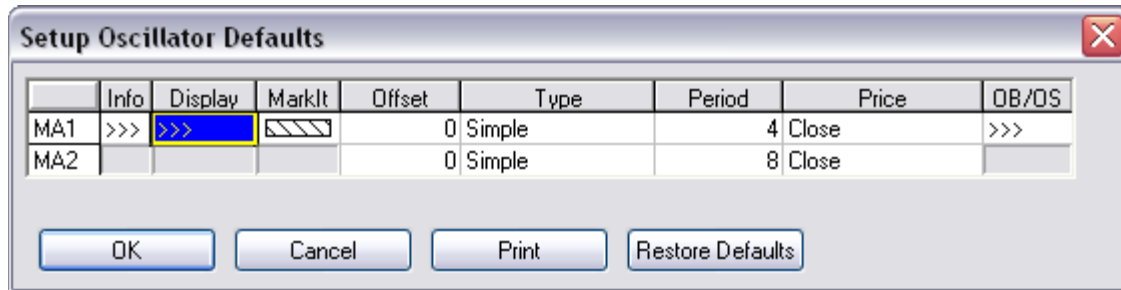 Setup Oscillator Defaults
Info Display MarkIt Offset Type Period Price OB/OS
MA1 >>> >>> 0 Simple 4 Close >>>
MA2 0 Simple 8 Close
OK Cancel Print Restore Defaults